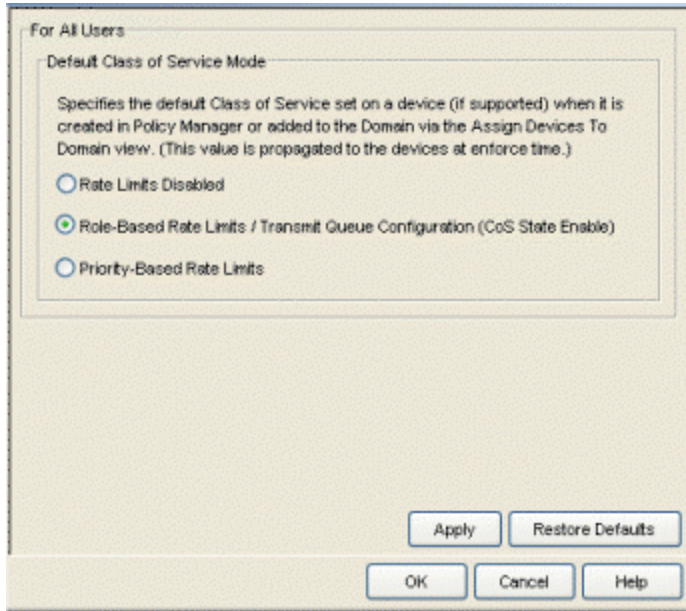 For All Users
Default Class of Service Mode
Specifies the default Class of Service set on a device (if supported) when it is
created in Policy Manager or added to the Domain via the Assign Devices To
Domain view. (This value is propagated to the devices at enforce time.)
Rate Limits Disabled
Role-Based Rate Limits / Transmit Queue Configuration (CoS State Enable)
Priority-Based Rate Limits
Apply
Restore Defaults
OK
Cancel
Help